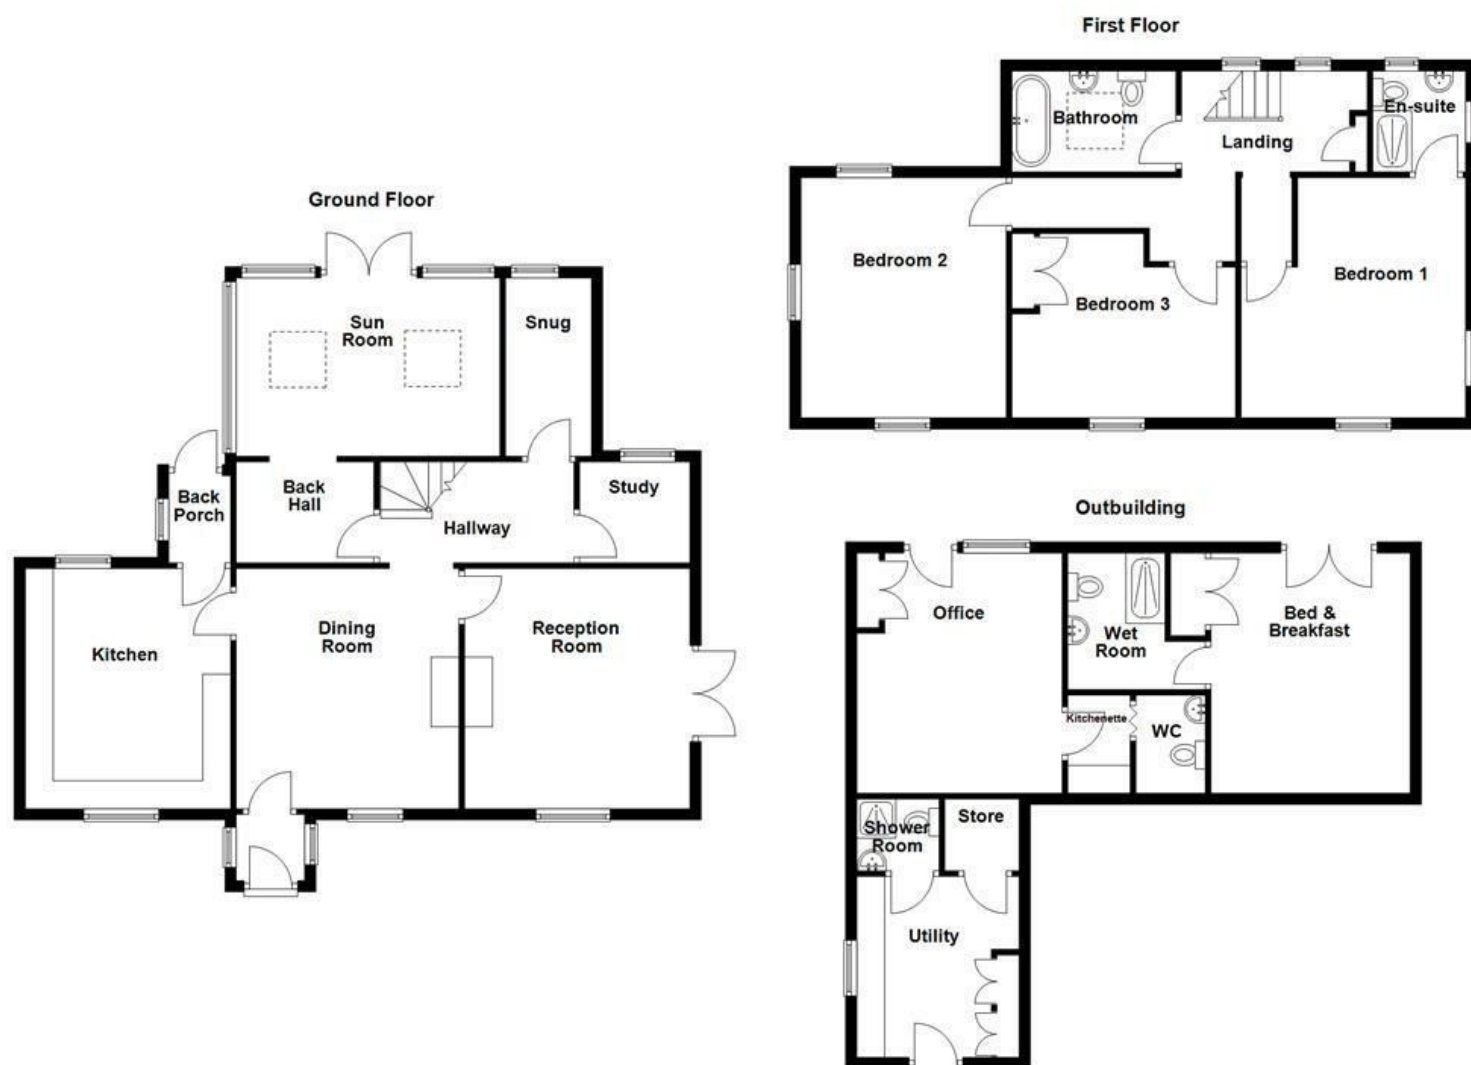 First Floor
Bathroom
En-suite
Landing
Bedroom 2
Bedroom 1
Bedroom 3
Ground Floor
Sun
Room
Snug
Back
Porch
Back
Hall
Study
Hallway
Kitchen
Dining
Room
Reception
Room
Outbuilding
Office
Wet
Room
Bed &
Breakfast
Kitchenette
WC
Shower
Room
Store
Utility